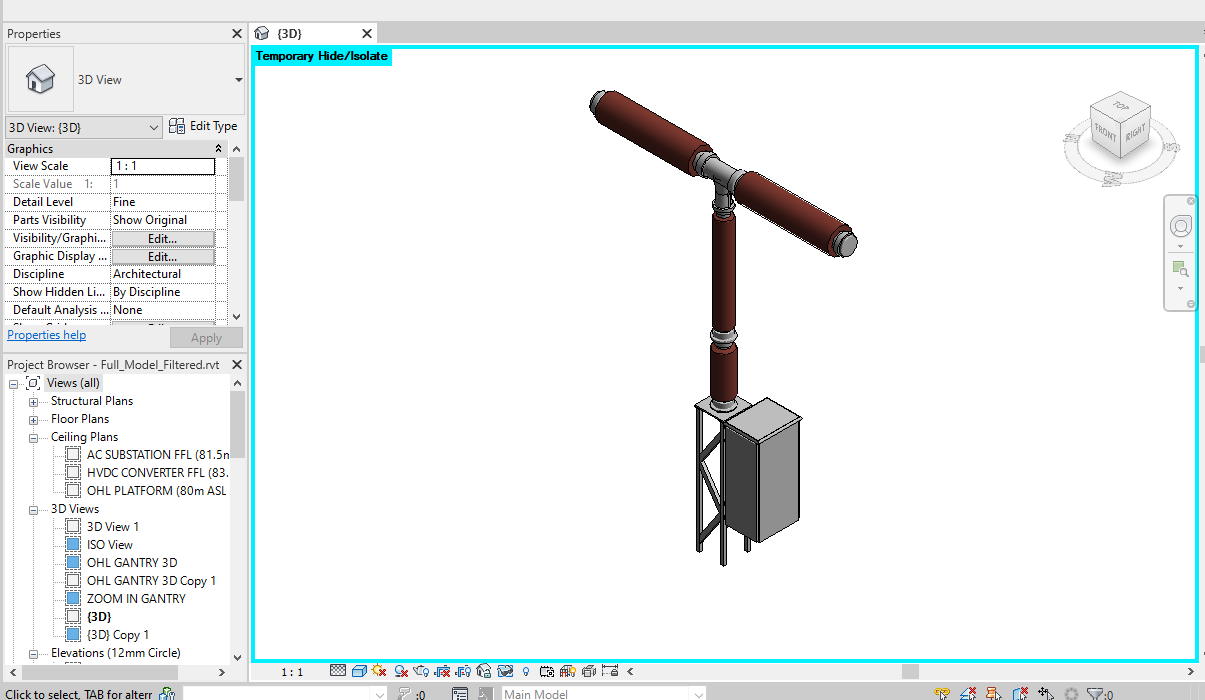 Properties
3D View
3D View: {3D}
Edit Type
Graphics
View Scale
1 : 1
Scale Value 1:
1
Detail Level
Fine
Parts Visibility
Show Original
Visibility/Graphi...
Edit...
Graphic Display ...
Edit...
Discipline
Architectural
Show Hidden Li...
By Discipline
Default Analysis ...
None
Properties help
Apply
Project Browser - Full_Model_Filtered.rvt
Views (all)
Structural Plans
Floor Plans
Ceiling Plans
AC SUBSTATION FFL (81.5m
HVDC CONVERTER FFL (83.
OHL PLATFORM (80m ASL
3D Views
3D View 1
ISO View
OHL GANTRY 3D
OHL GANTRY 3D Copy 1
ZOOM IN GANTRY
{3D}
{3D} Copy 1
Elevations (12mm Circle)
Click to select, TAB for altern
{3D}
Temporary Hide/Isolate
TOP
FRONT
RIGHT
W
S
1 : 1
:0
Main Model
:0